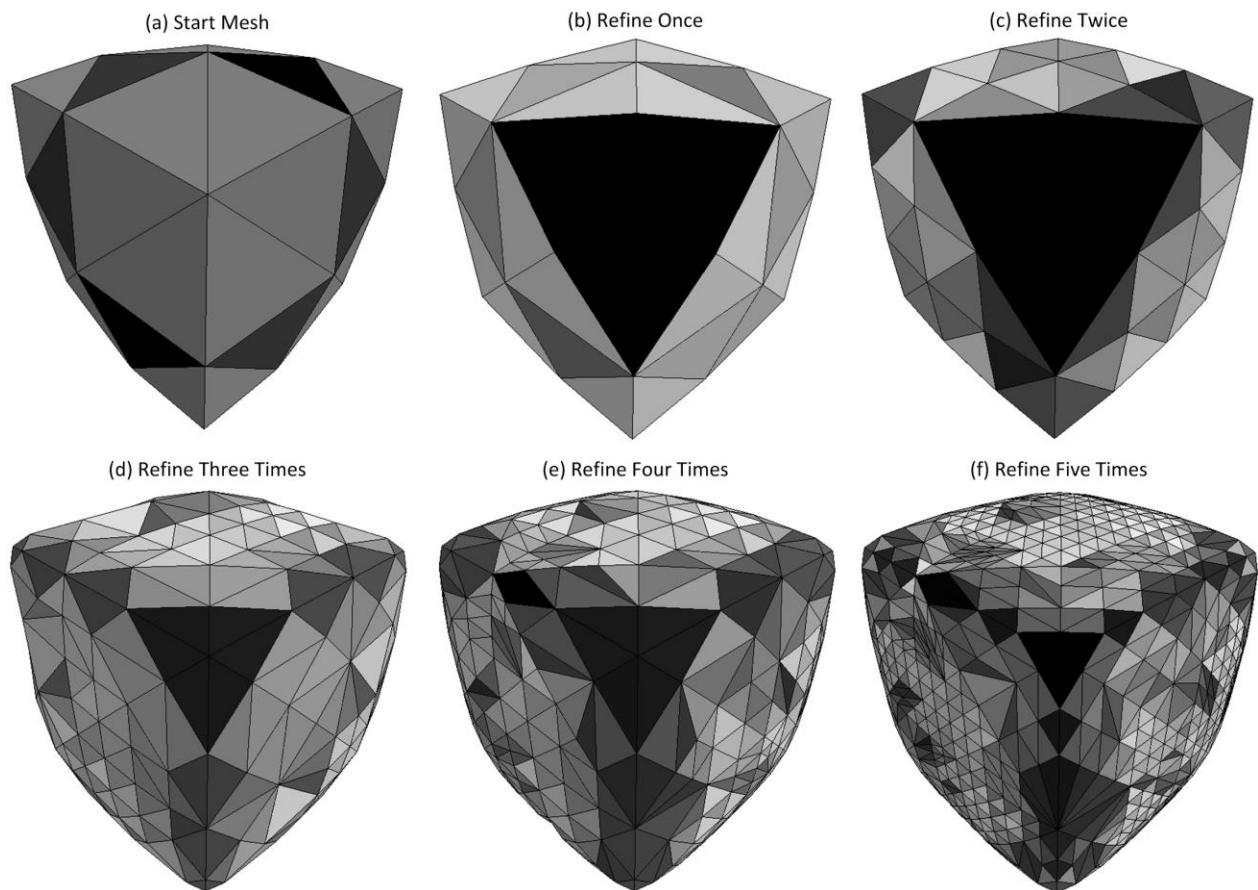 (a) Start Mesh
(b) Refine Once
(c) Refine Twice
(d) Refine Three Times
(e) Refine Four Times
(f) Refine Five Times